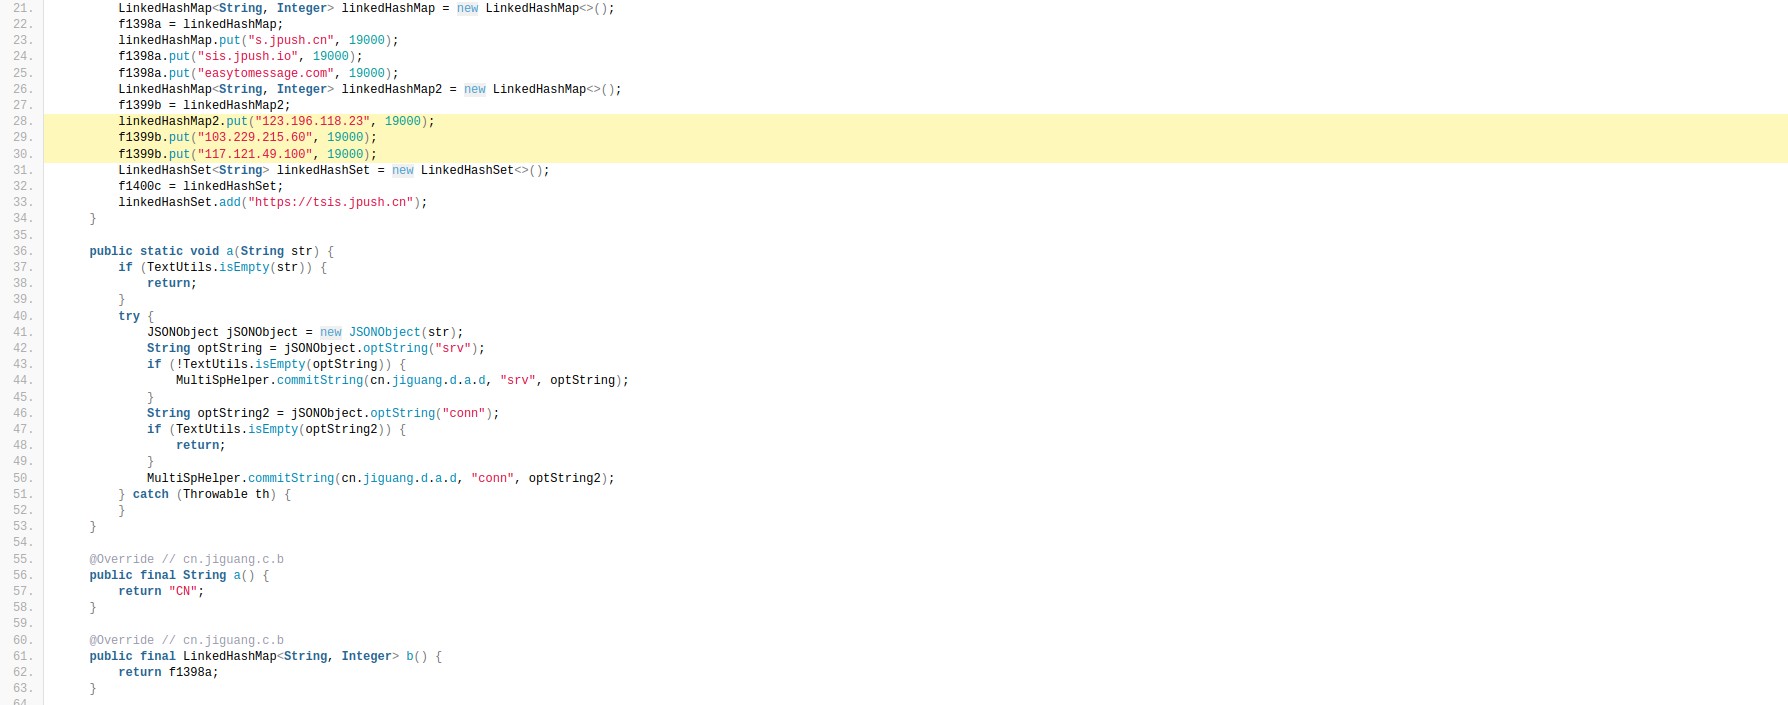 21. LinkedHashMap<String, Integer> linkedHashMap = new LinkedHashMap<>();
22. f1398a = linkedHashMap;
23. linkedHashMap.put("s.jpush.cn", 19000);
24. f1398a.put("sis.jpush.io", 19000);
25. f1398a.put("easytomessage.com", 19000);
26. LinkedHashMap<String, Integer> linkedHashMap2 = new LinkedHashMap<>();
27. f1399b = linkedHashMap2;
28. linkedHashMap2.put("123.196.118.23", 19000);
29. f1399b.put("103.229.215.60", 19000);
30. f1399b.put("117.121.49.100", 19000);
31. LinkedHashSet<String> linkedHashSet = new LinkedHashSet<>();
32. f1400c = linkedHashSet;
33. linkedHashSet.add("https://tsis.jpush.cn");
34. }
35.
36. public static void a(String str) {
37. if (TextUtils.isEmpty(str)) {
38. return;
39. }
40. try {
41. JSONObject jSONObject = new JSONObject(str);
42. String optString = jSONObject.optString("srv");
43. if (!TextUtils.isEmpty(optString)) {
44. MultiSpHelper.commitString(cn.jiguang.d.a.d, "srv", optString);
45. }
46. String optString2 = jSONObject.optString("conn");
47. if (TextUtils.isEmpty(optString2)) {
48. return;
49. }
50. MultiSpHelper.commitString(cn.jiguang.d.a.d, "conn", optString2);
51. } catch (Throwable th) {
52. }
53. }
54.
55. @Override // cn.jiguang.c.b
56. public final String a() {
57. return "CN";
58. }
59.
60. @Override // cn.jiguang.c.b
61. public final LinkedHashMap<String, Integer> b() {
62. return f1398a;
63. }
64.